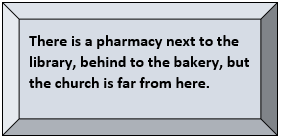 There is a pharmacy next to the
library, behind to the bakery, but
the church is far from here.